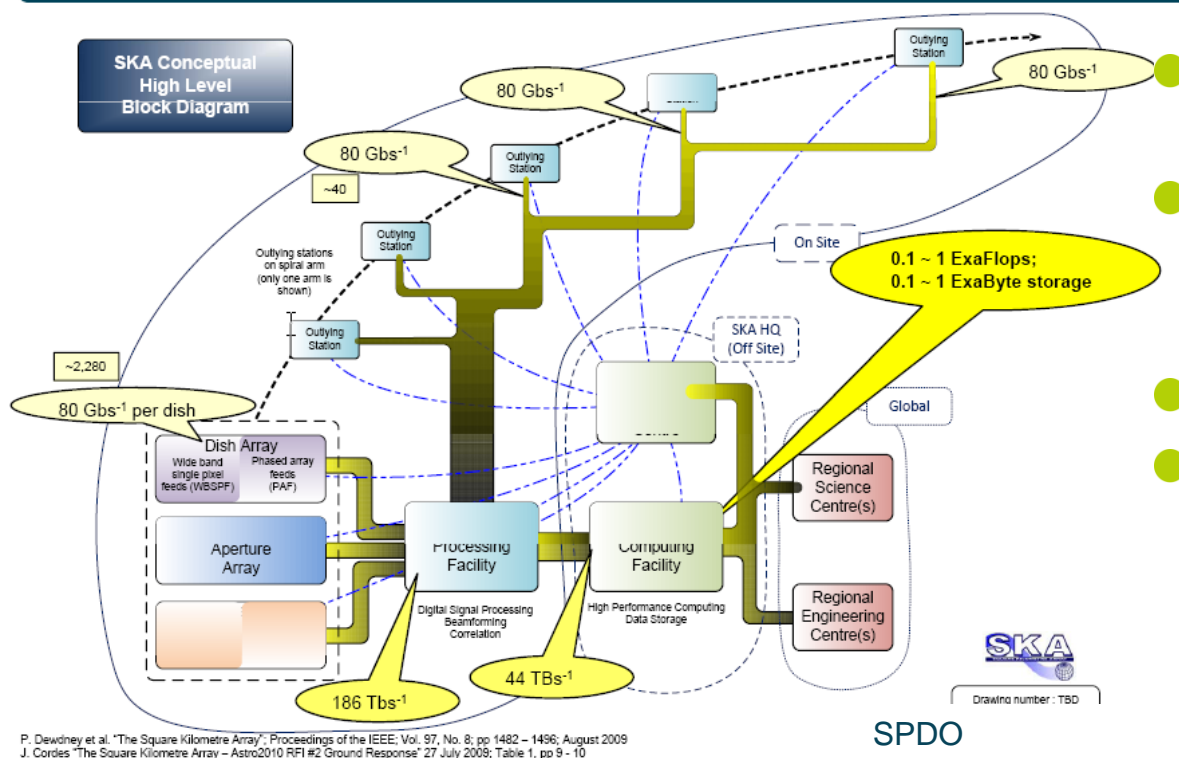 SKA Conceptual
High Level
Block Diagram
Outlying
Station
80 Gbs-1
80 Gbs-1
80 Gbs-1
Outlying
Station
~40
Outlying
Station
On Site
Outlying stations
on spiral arm
(only one arm is
shown)
0.1 ~ 1 ExaFlops;
0.1 ~ 1 ExaByte storage
Outlying
Station
SKA HQ
(Off Site)
~2,280
80 Gbs-1 per dish
Global
Dish Array
Wide band
single pixel
feeds (WBSPF)
Phased array
feeds
(PAF)
Regional
Science
Centre(s)
Aperture
Array
Processing
Facility
Computing
Facility
Digital Signal Processing
Beamforming
Correlation
High Performance Computing
Data Storage
Regional
Engineering
Centre(s)
186 Tbs-1
44 TBs-1
SKA
Drawing number : TBD
SPDO
P. Dewdney et al. "The Square Kilometre Array"; Proceedings of the IEEE; Vol. 97, No. 8; pp 1482 – 1496; August 2009
J. Cordes "The Square Kilometre Array – Astro2010 RFI #2 Ground Response" 27 July 2009; Table 1, pp 9 - 10